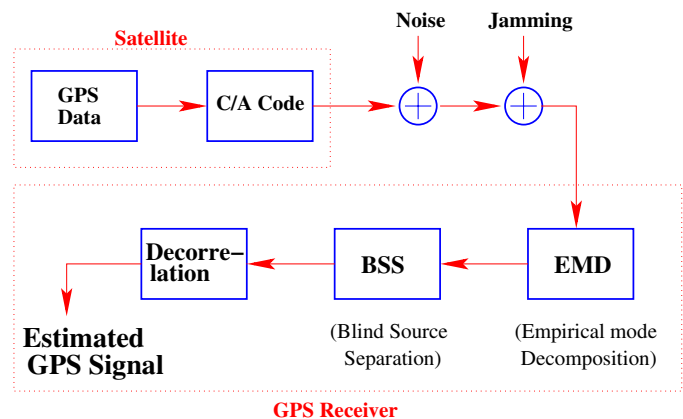 Satellite
Noise
Jamming
GPS
Data
C/A Code
Decorre-
lation
BSS
EMD
Estimated
GPS Signal
(Blind Source
Separation)
(Empirical mode
Decomposition)
GPS Receiver